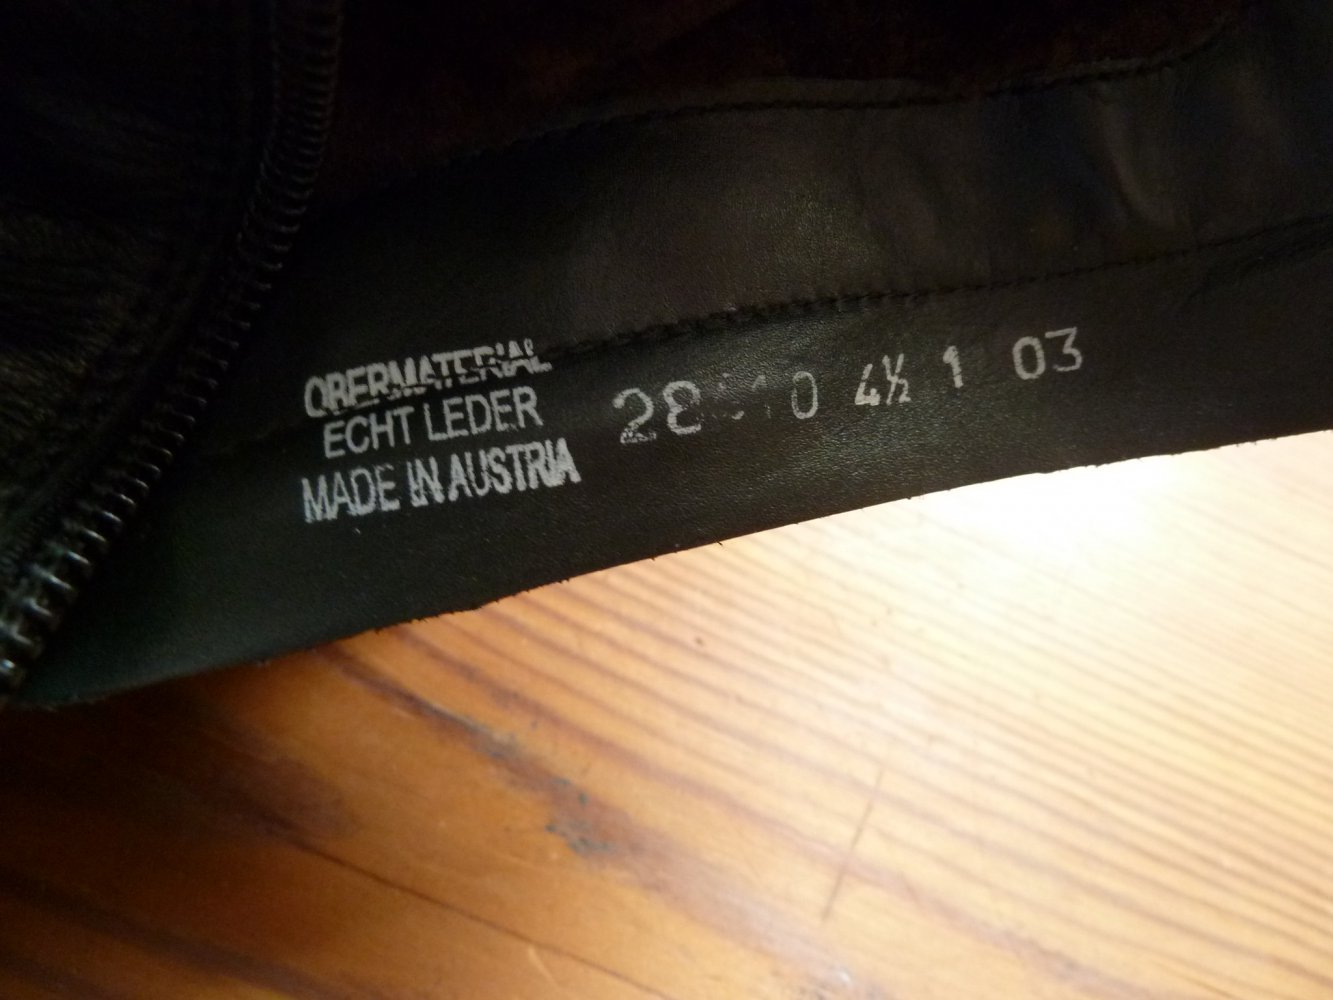 OBERMATERIAL
ECHT LEDER
MADE IN AUSTRIA
4½ 1 03